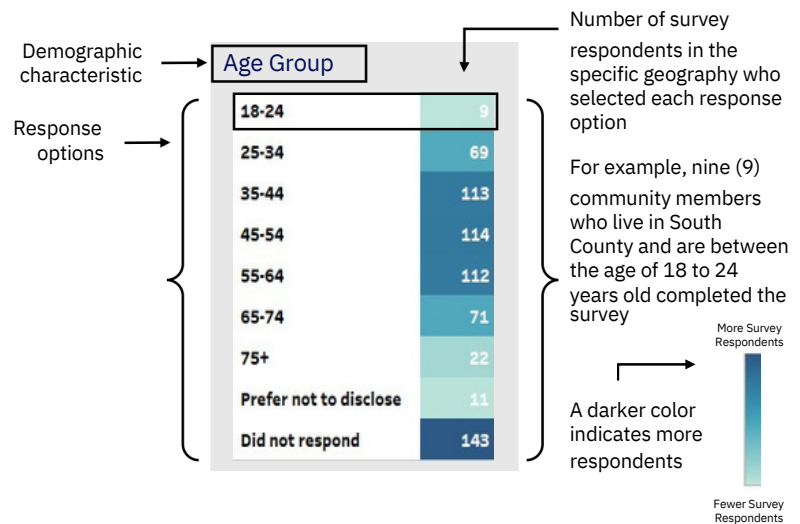 Demographic
characteristic
Age Group
Response
options
18-24 9
25-34 69
35-44 113
45-54 114
55-64 112
65-74 71
75+ 22
Prefer not to disclose 11
Did not respond 143
Number of survey
respondents in the
specific geography who
selected each response
option
For example, nine (9)
community members
who live in South
County and are between
the age of 18 to 24
years old completed the
survey
A darker color
indicates more
respondents
More Survey
Respondents
Fewer Survey
Respondents